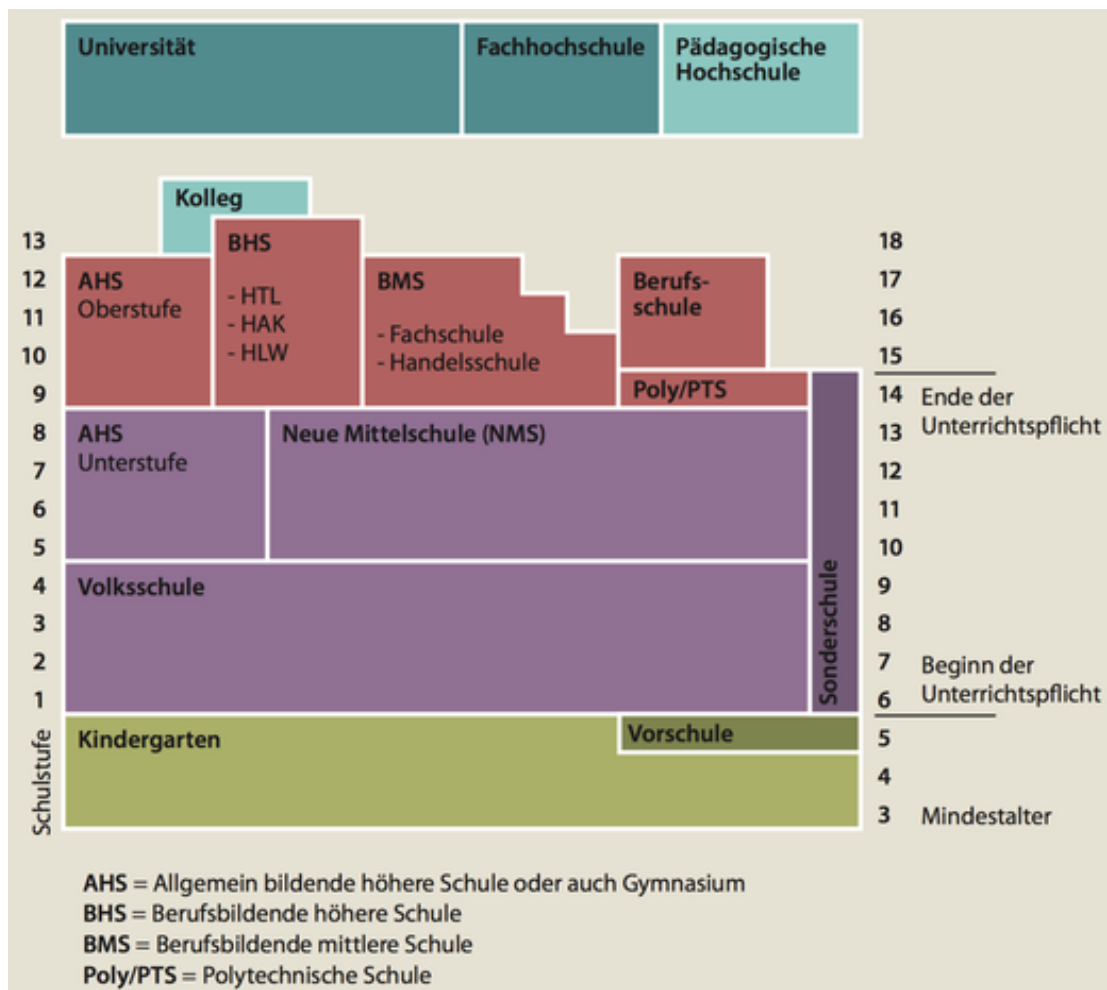 Universität
Fachhochschule
Pädagogische
Hochschule
Kolleg
13
BHS
18
12
AHS
BMS
Berufs-
17
Oberstufe
- HTL
schule
11
- HAK
- Fachschule
16
10
- HLW
- Handelsschule
15
9
Poly/PTS
14
Ende der
Unterrichtspflicht
8
AHS
Neue Mittelschule (NMS)
13
Unterstufe
7
12
6
11
5
10
4
Volksschule
9
3
8
2
7
Beginn der
Unterrichtspflicht
1
6
Sonderschule
Kindergarten
Vorschule
5
4
3
Mindestalter
Schulstufe
AHS = Allgemein bildende höhere Schule oder auch Gymnasium
BHS = Berufsbildende höhere Schule
BMS = Berufsbildende mittlere Schule
Poly/PTS = Polytechnische Schule